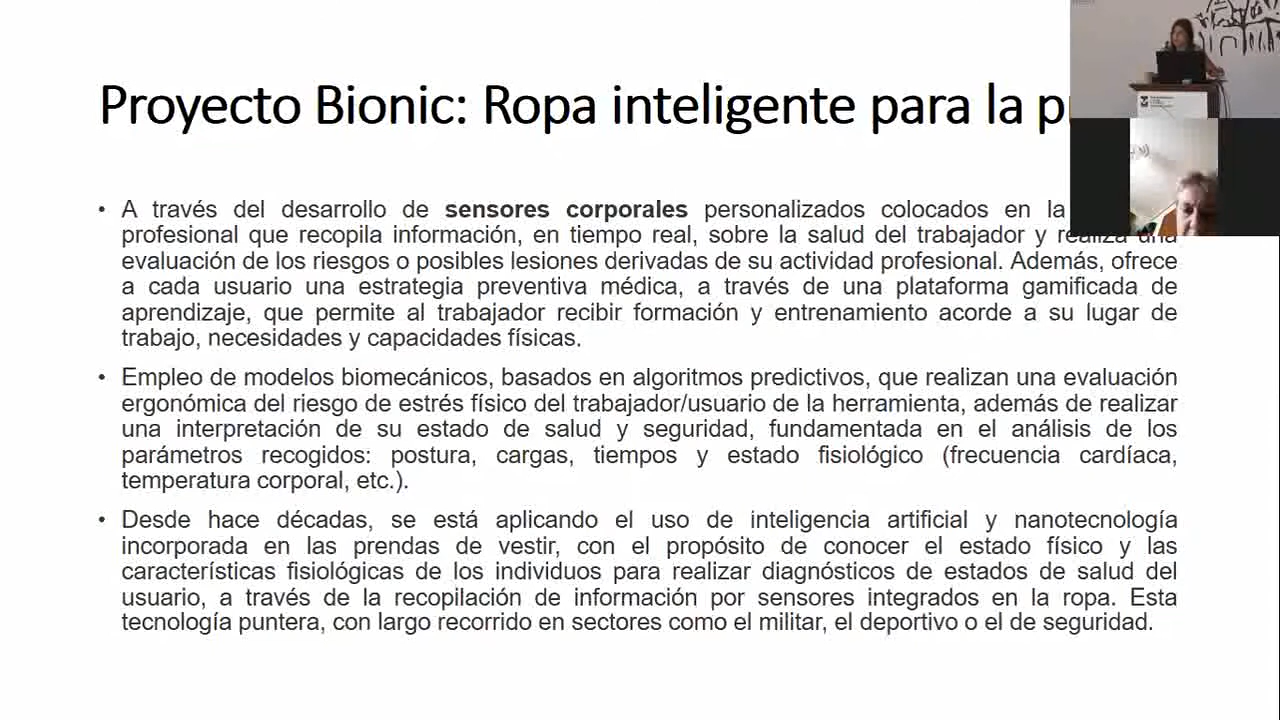 Proyecto Bionic: Ropa inteligente para la
• A través del desarrollo de sensores corporales personalizados colocados en la
profesional que recopila información, en tiempo real, sobre la salud del trabajador y realiza una
evaluación de los riesgos o posibles lesiones derivadas de su actividad profesional. Además, ofrece
a cada usuario una estrategia preventiva médica, a través de una plataforma gamificada de
aprendizaje, que permite al trabajador recibir formación y entrenamiento acorde a su lugar de
trabajo, necesidades y capacidades físicas.
• Empleo de modelos biomecánicos, basados en algoritmos predictivos, que realizan una evaluación
ergonómica del riesgo de estrés físico del trabajador/usuario de la herramienta, además de realizar
una interpretación de su estado de salud y seguridad, fundamentada en el análisis de los
parámetros recogidos: postura, cargas, tiempos y estado fisiológico (frecuencia cardíaca,
temperatura corporal, etc.).
• Desde hace décadas, se está aplicando el uso de inteligencia artificial y nanotecnología
incorporada en las prendas de vestir, con el propósito de conocer el estado físico y las
características fisiológicas de los individuos para realizar diagnósticos de estados de salud del
usuario, a través de la recopilación de información por sensores integrados en la ropa. Esta
tecnología puntera, con largo recorrido en sectores como el militar, el deportivo o el de seguridad.